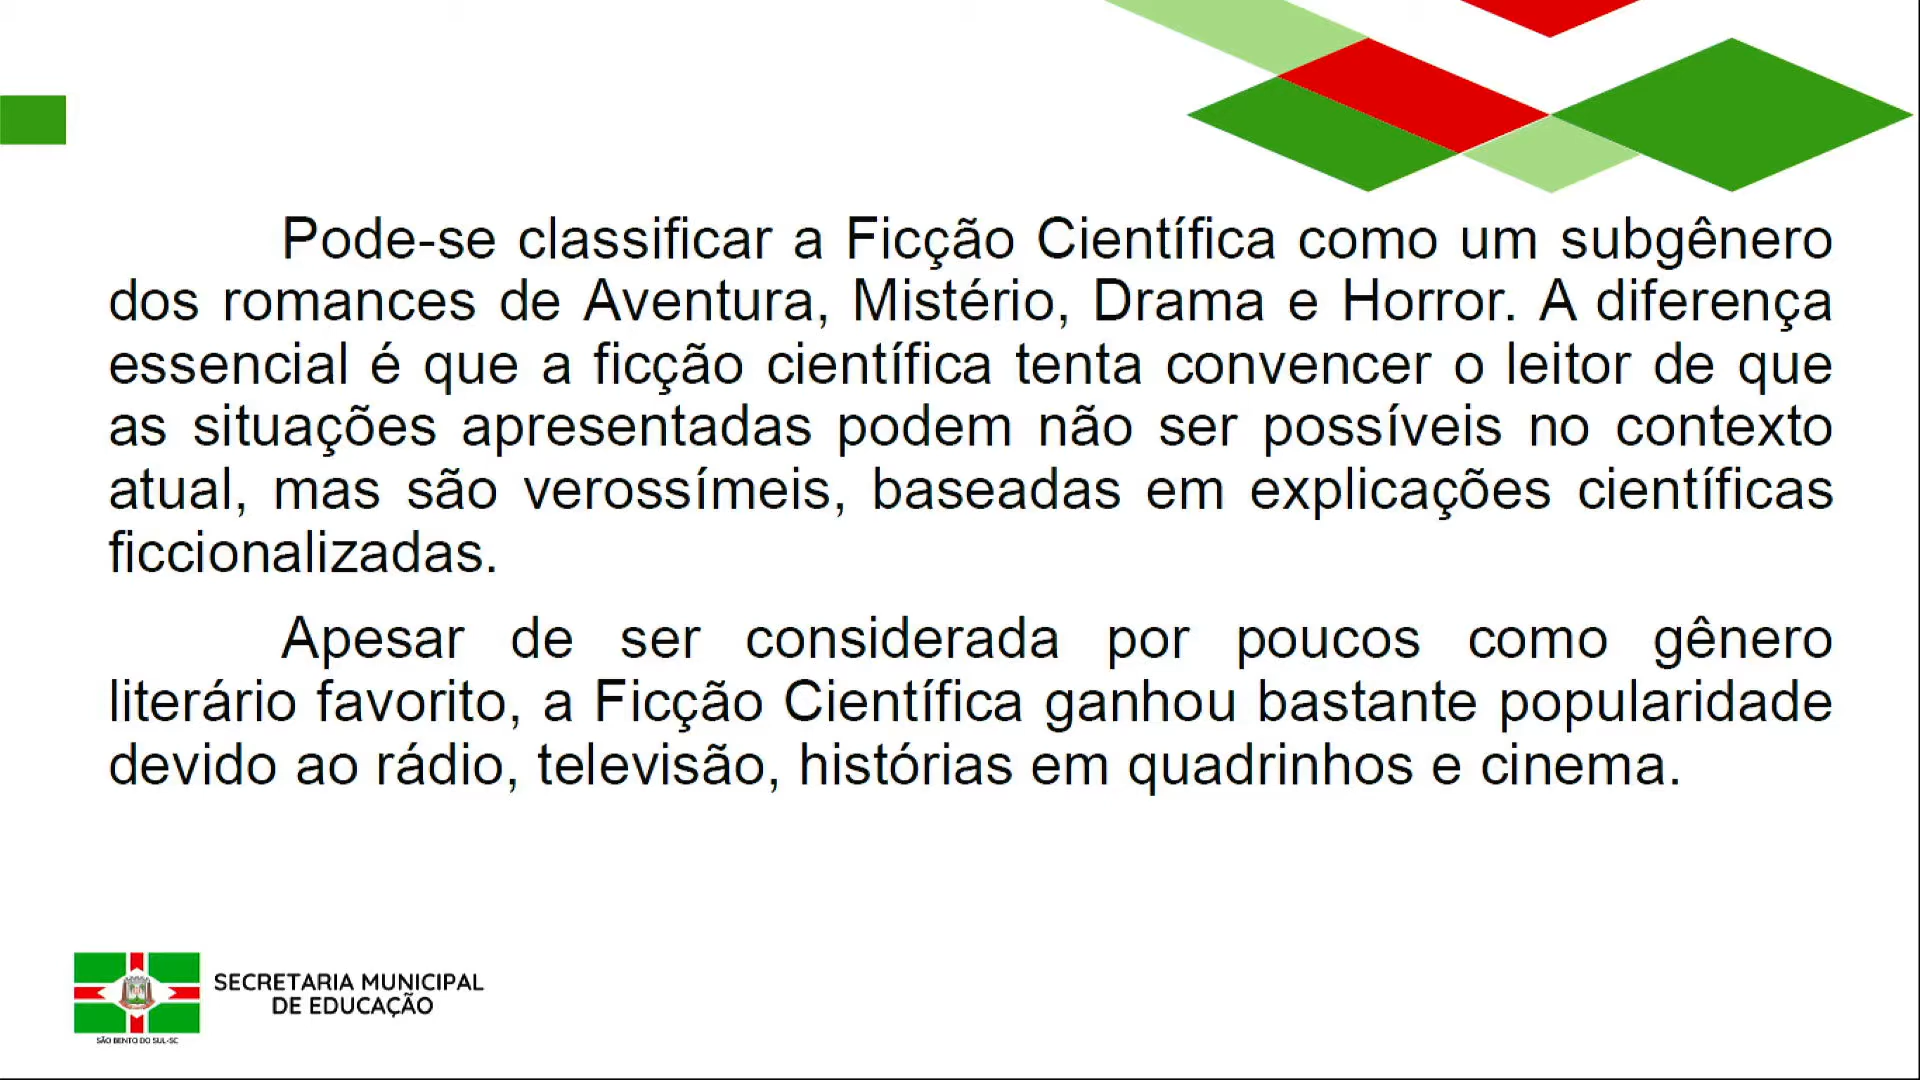 Pode-se classificar a Ficção Científica como um subgênero
dos romances de Aventura, Mistério, Drama e Horror. A diferença
essencial é que a ficção científica tenta convencer o leitor de que
as situações apresentadas podem não ser possíveis no contexto
atual, mas são verossímeis, baseadas em explicações científicas
ficcionalizadas.
Apesar de ser considerada por poucos como gênero
literário favorito, a Ficção Científica ganhou bastante popularidade
devido ao rádio, televisão, histórias em quadrinhos e cinema.
SECRETARIA MUNICIPAL
DE EDUCAÇÃO
SÃO BENTO DO SUL-SC